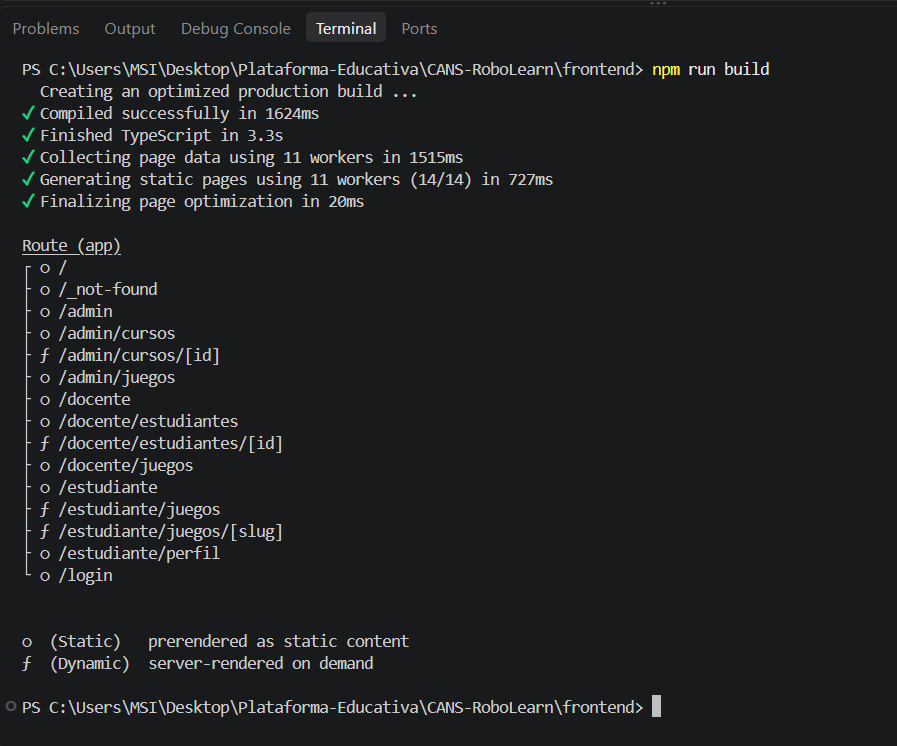 Problems Output Debug Console Terminal Ports
PS C:\Users\MSI\Desktop\Plataforma-Educativa\CANS-RoboLearn\frontend> npm run build
  Creating an optimized production build ...
✓ Compiled successfully in 1624ms
✓ Finished TypeScript in 3.3s
✓ Collecting page data using 11 workers in 1515ms
✓ Generating static pages using 11 workers (14/14) in 727ms
✓ Finalizing page optimization in 20ms

Route (app)
┌ ○ /
├ ○ /_not-found
├ ○ /admin
├ ○ /admin/cursos
├ ƒ /admin/cursos/[id]
├ ○ /admin/juegos
├ ○ /docente
├ ○ /docente/estudiantes
├ ƒ /docente/estudiantes/[id]
├ ○ /docente/juegos
├ ○ /estudiante
├ ƒ /estudiante/juegos
├ ƒ /estudiante/juegos/[slug]
├ ○ /estudiante/perfil
└ ○ /login

○  (Static)   prerendered as static content
ƒ  (Dynamic)  server-rendered on demand

PS C:\Users\MSI\Desktop\Plataforma-Educativa\CANS-RoboLearn\frontend>